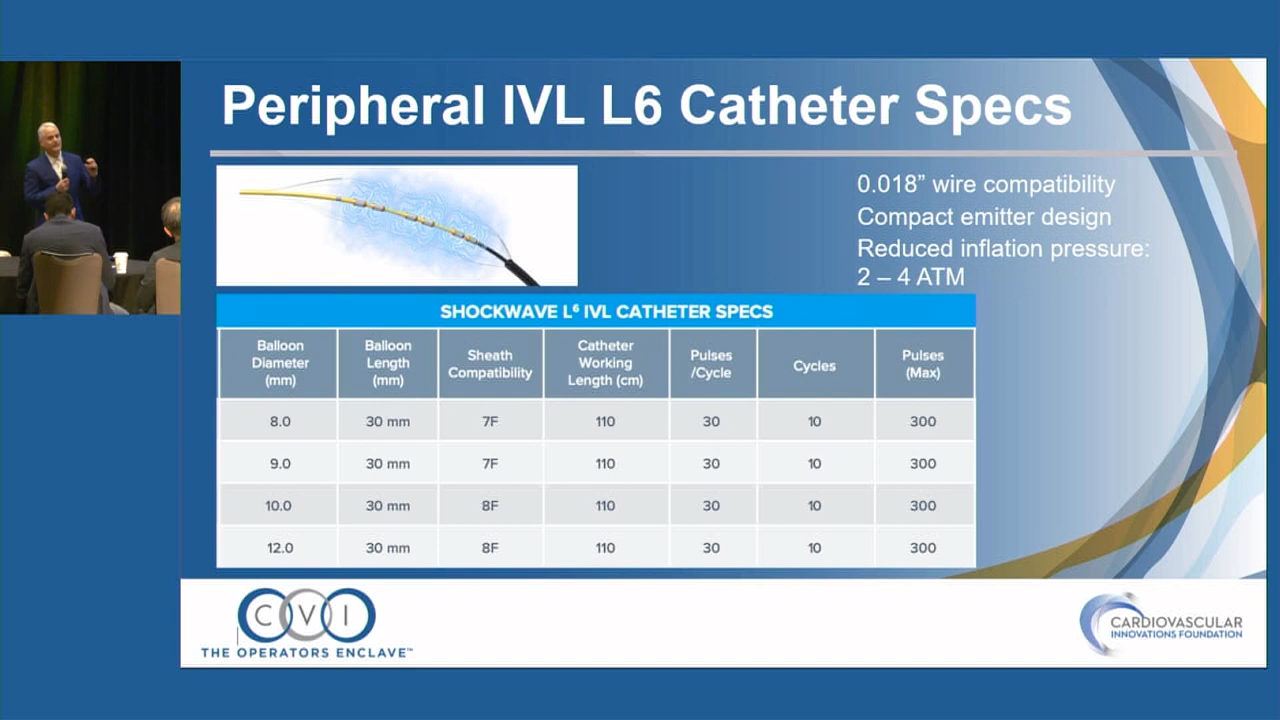 Peripheral IVL L6 Catheter Specs
0.018” wire compatibility
Compact emitter design
Reduced inflation pressure:
2 – 4 ATM
SHOCKWAVE L⁶ IVL CATHETER SPECS
Balloon Diameter (mm) Balloon Length (mm) Sheath Compatibility Catheter Working Length (cm) Pulses /Cycle Cycles Pulses (Max)
8.0 30 mm 7F 110 30 10 300
9.0 30 mm 7F 110 30 10 300
10.0 30 mm 8F 110 30 10 300
12.0 30 mm 8F 110 30 10 300
CVI
THE OPERATORS ENCLAVE™
CARDIOVASCULAR
INNOVATIONS FOUNDATION